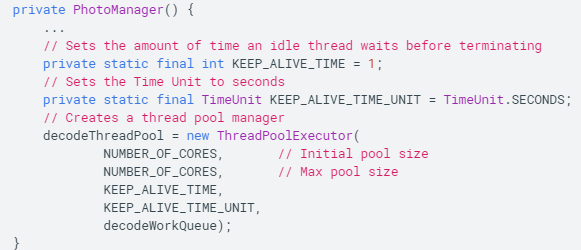 private PhotoManager() {
    ...
    // Sets the amount of time an idle thread waits before terminating
    private static final int KEEP_ALIVE_TIME = 1;
    // Sets the Time Unit to seconds
    private static final TimeUnit KEEP_ALIVE_TIME_UNIT = TimeUnit.SECONDS;
    // Creates a thread pool manager
    decodeThreadPool = new ThreadPoolExecutor(
            NUMBER_OF_CORES,       // Initial pool size
            NUMBER_OF_CORES,       // Max pool size
            KEEP_ALIVE_TIME,
            KEEP_ALIVE_TIME_UNIT,
            decodeWorkQueue);
}